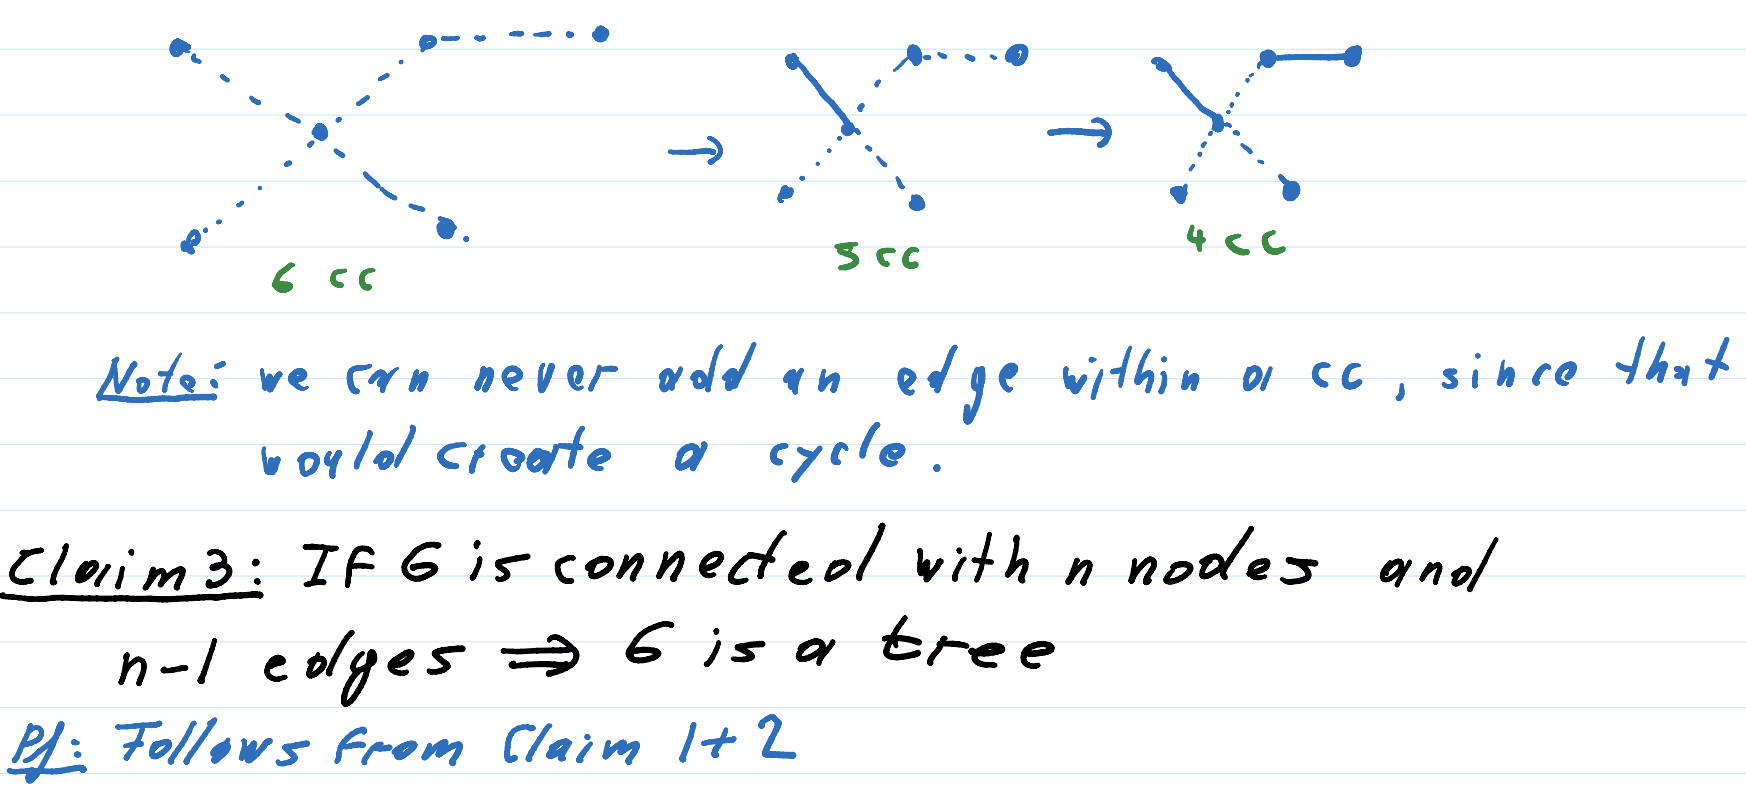 6 cc
5 cc
4 cc
Note: we can never add an edge within a cc, since that
would create a cycle.
Claim 3: If G is connected with n nodes and
n-1 edges ⇒ G is a tree
Pf: Follows from Claim 1+2